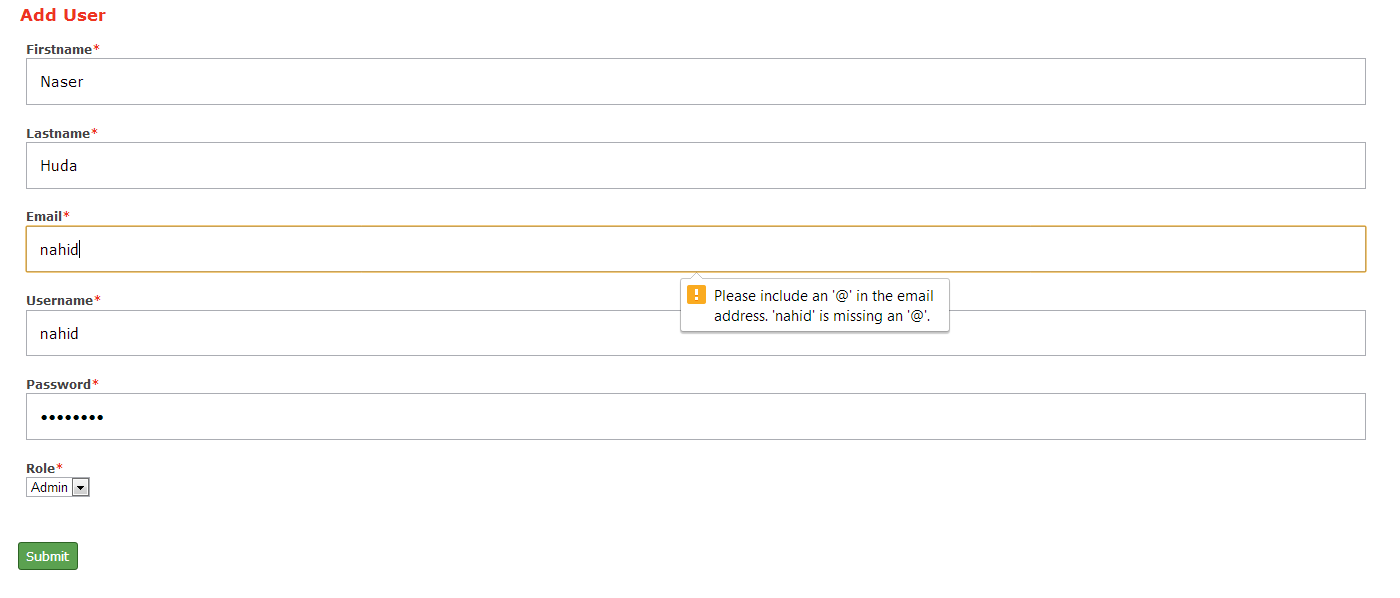 Add User
Firstname*
Naser
Lastname*
Huda
Email*
nahid
Please include an '@' in the email
address. 'nahid' is missing an '@'.
Username*
nahid
Password*
••••••••
Role*
Admin
Submit